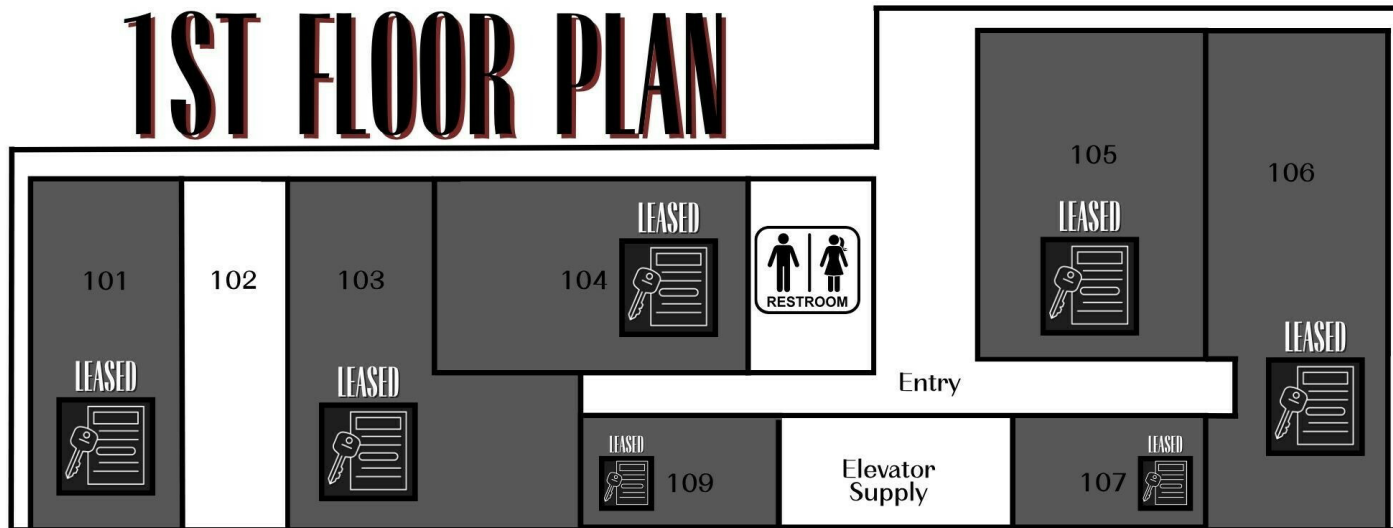 1ST FLOOR PLAN
105
106
LEASED
LEASED
101
102
103
104
RESTROOM
LEASED
LEASED
LEASED
Entry
LEASED
109
Elevator
Supply
107
LEASED